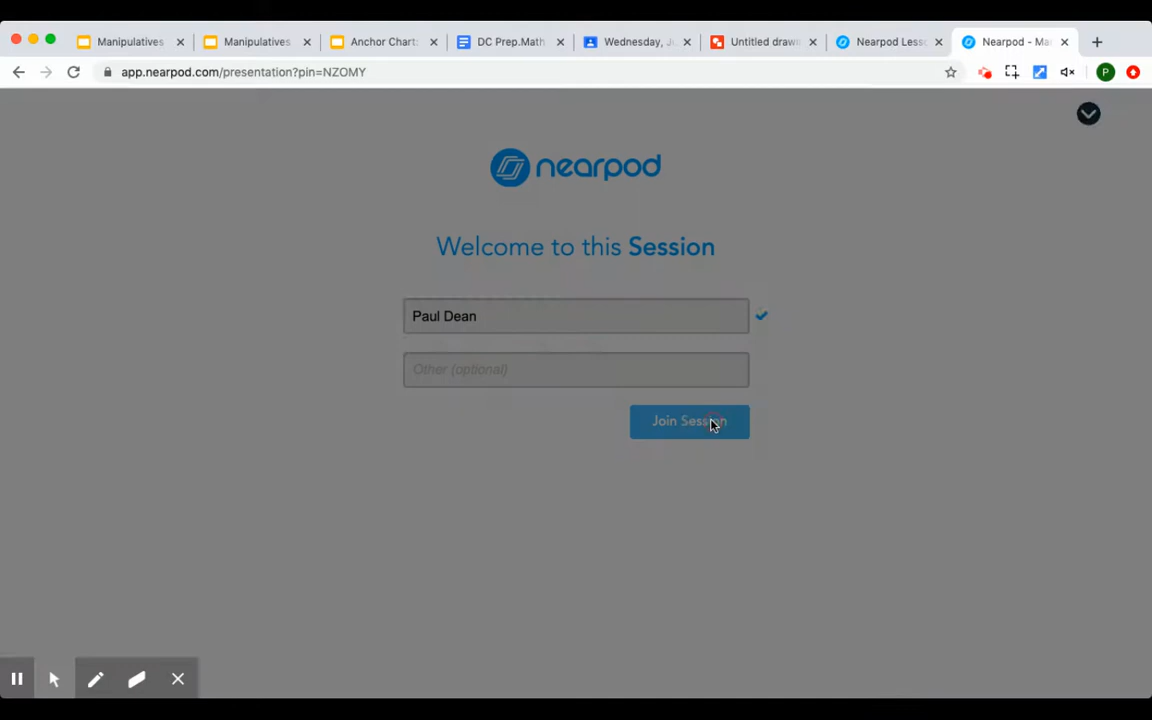 Manipulatives
Manipulatives
Anchor Chart:
DC Prep.Math
Wednesday, J
Untitled drawi
Nearpod Less
Nearpod - Ma
app.nearpod.com/presentation?pin=NZOMY
P
nearpod
Welcome to this Session
Paul Dean
Other (optional)
Join Session